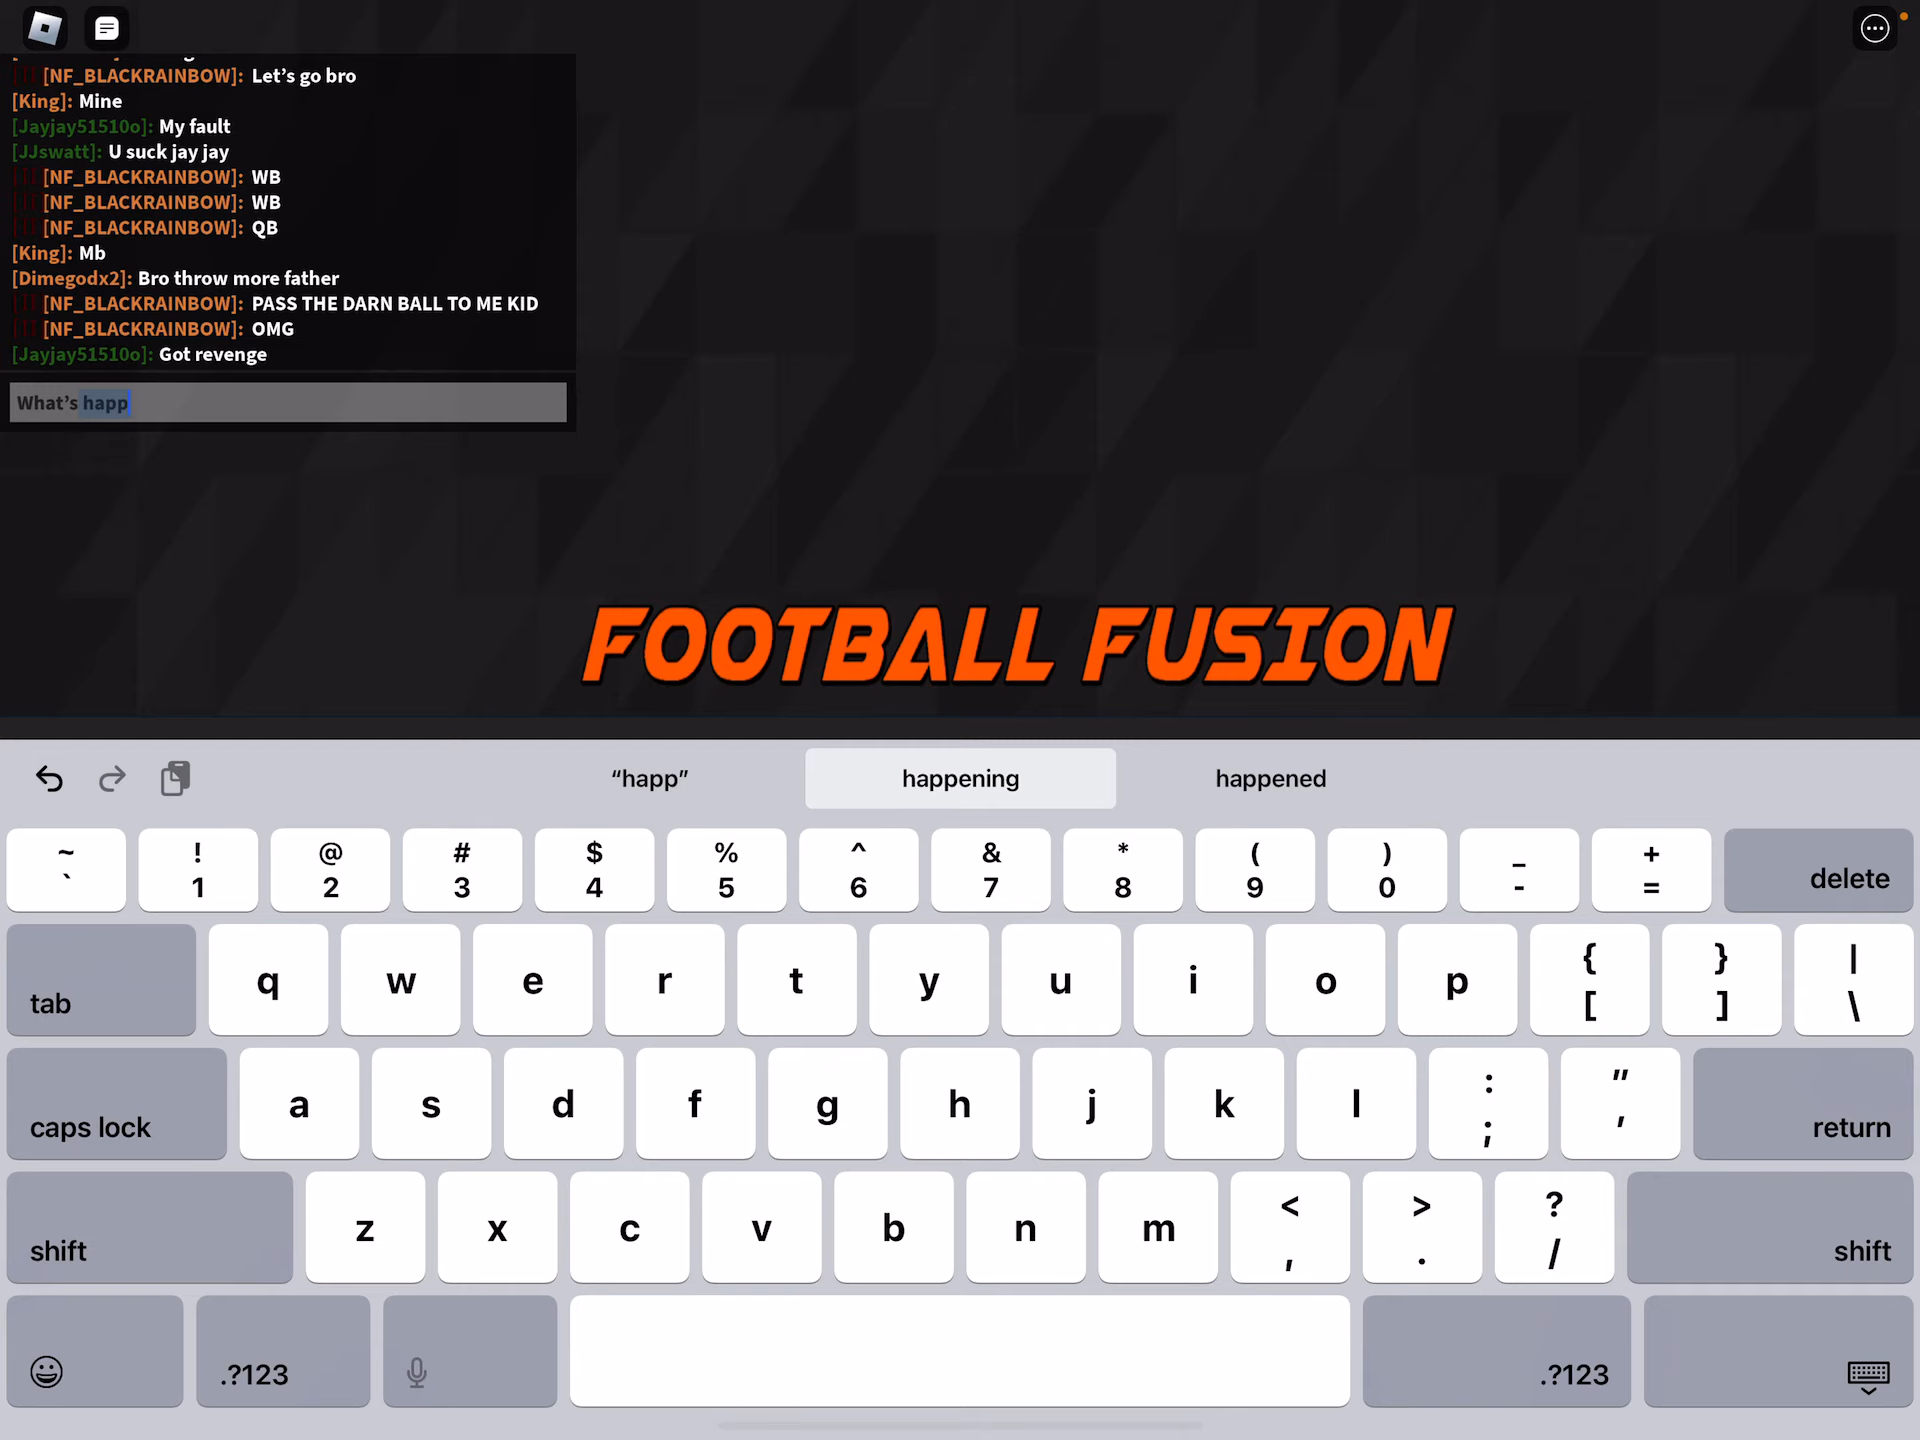 [NF_BLACKRAINBOW]: Let’s go bro
[King]: Mine
[Jayjay51510o]: My fault
[JJswatt]: U suck jay jay
[NF_BLACKRAINBOW]: WB
[NF_BLACKRAINBOW]: WB
[NF_BLACKRAINBOW]: QB
[King]: Mb
[Dimegodx2]: Bro throw more father
[NF_BLACKRAINBOW]: PASS THE DARN BALL TO ME KID
[NF_BLACKRAINBOW]: OMG
[Jayjay51510o]: Got revenge
What’s happ
FOOTBALL FUSION
“happ” happening happened
~ ! @ # $ % ^ & * ( ) _ +
` 1 2 3 4 5 6 7 8 9 0 - = delete
tab q w e r t y u i o p { [ } ] | \
caps lock a s d f g h j k l : ; " ' return
shift z x c v b n m < , > . ? / shift
.?123 .?123